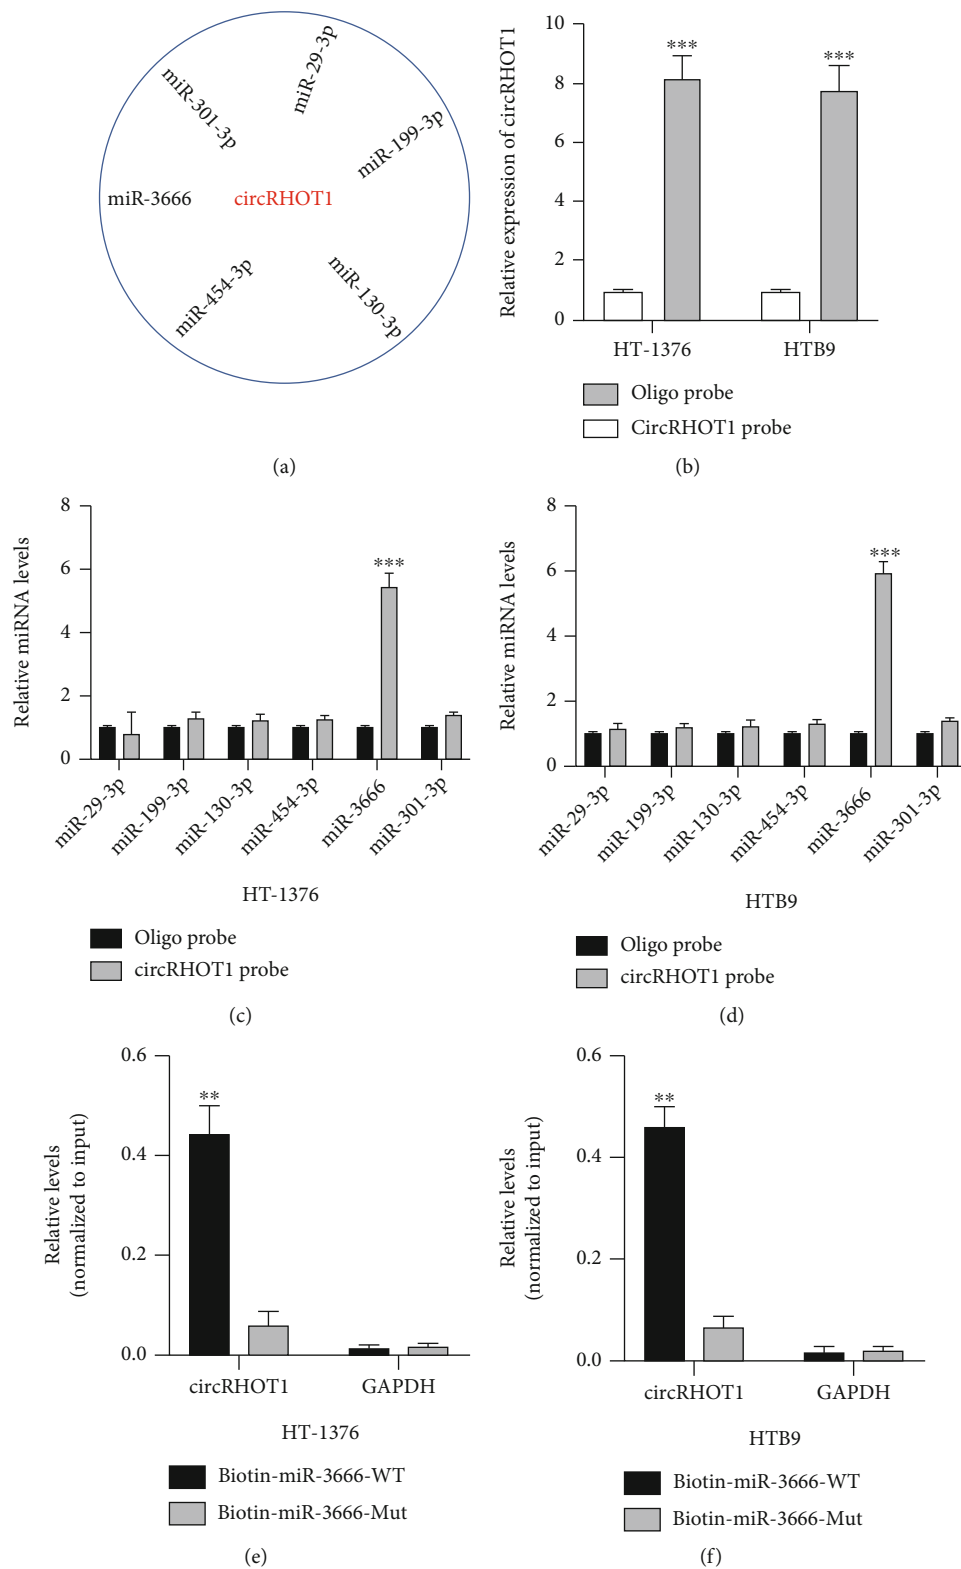 miR-29-3p
miR-301-3p
miR-199-3p
miR-3666
circRHOT1
miR-454-3p
miR-130-3p
(a)
Relative expression of circRHOT1
10
8
6
4
2
0
***
***
HT-1376
HTB9
Oligo probe
CircRHOT1 probe
(b)
Relative miRNA levels
8
6
4
2
0
***
miR-29-3p
miR-199-3p
miR-130-3p
miR-454-3p
miR-3666
miR-301-3p
HT-1376
Oligo probe
circRHOT1 probe
(c)
Relative miRNA levels
8
6
4
2
0
***
miR-29-3p
miR-199-3p
miR-130-3p
miR-454-3p
miR-3666
miR-301-3p
HTB9
Oligo probe
circRHOT1 probe
(d)
Relative levels
(normalized to input)
0.6
0.4
0.2
0.0
**
circRHOT1
GAPDH
HT-1376
Biotin-miR-3666-WT
Biotin-miR-3666-Mut
(e)
Relative levels
(normalized to input)
0.6
0.4
0.2
0.0
**
circRHOT1
GAPDH
HTB9
Biotin-miR-3666-WT
Biotin-miR-3666-Mut
(f)